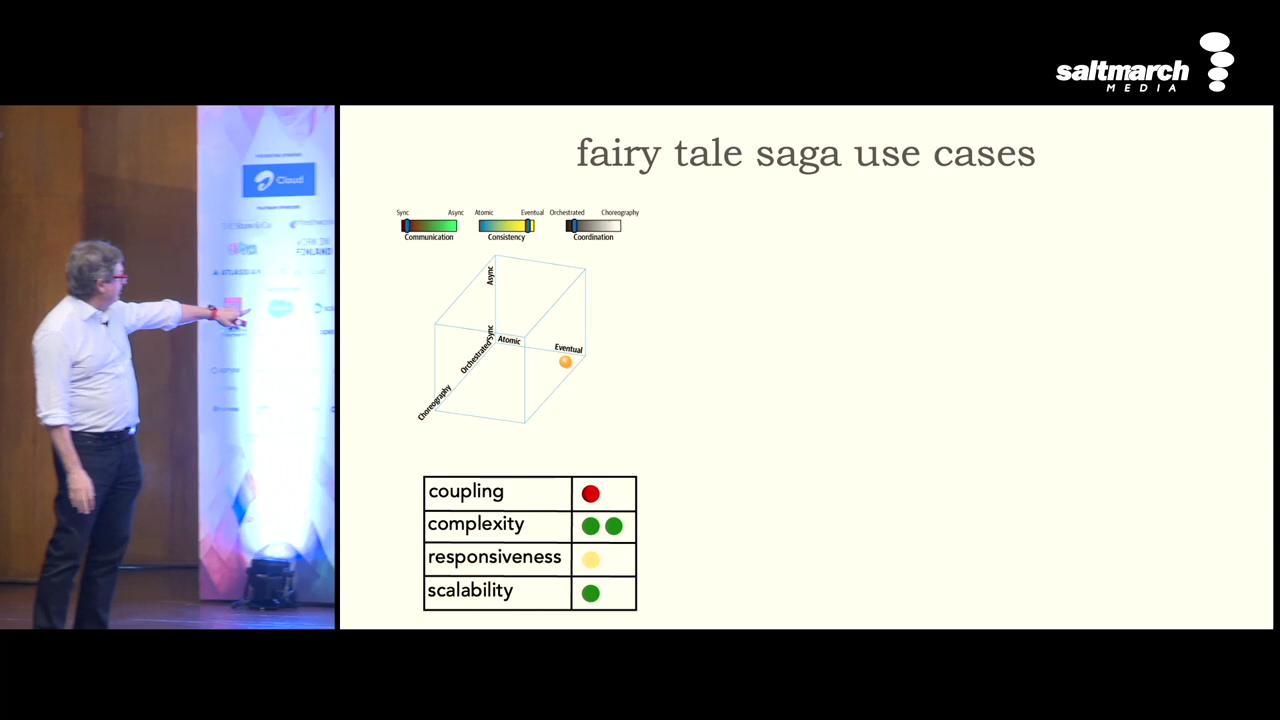 saltmarch
MEDIA
fairy tale saga use cases
Cloud
Sync Async Atomic Eventual Orchestrated Choreography
Communication Consistency Coordination
Async
Sync
Atomic
Orchestrated
Eventual
Choreography
coupling
complexity
responsiveness
scalability